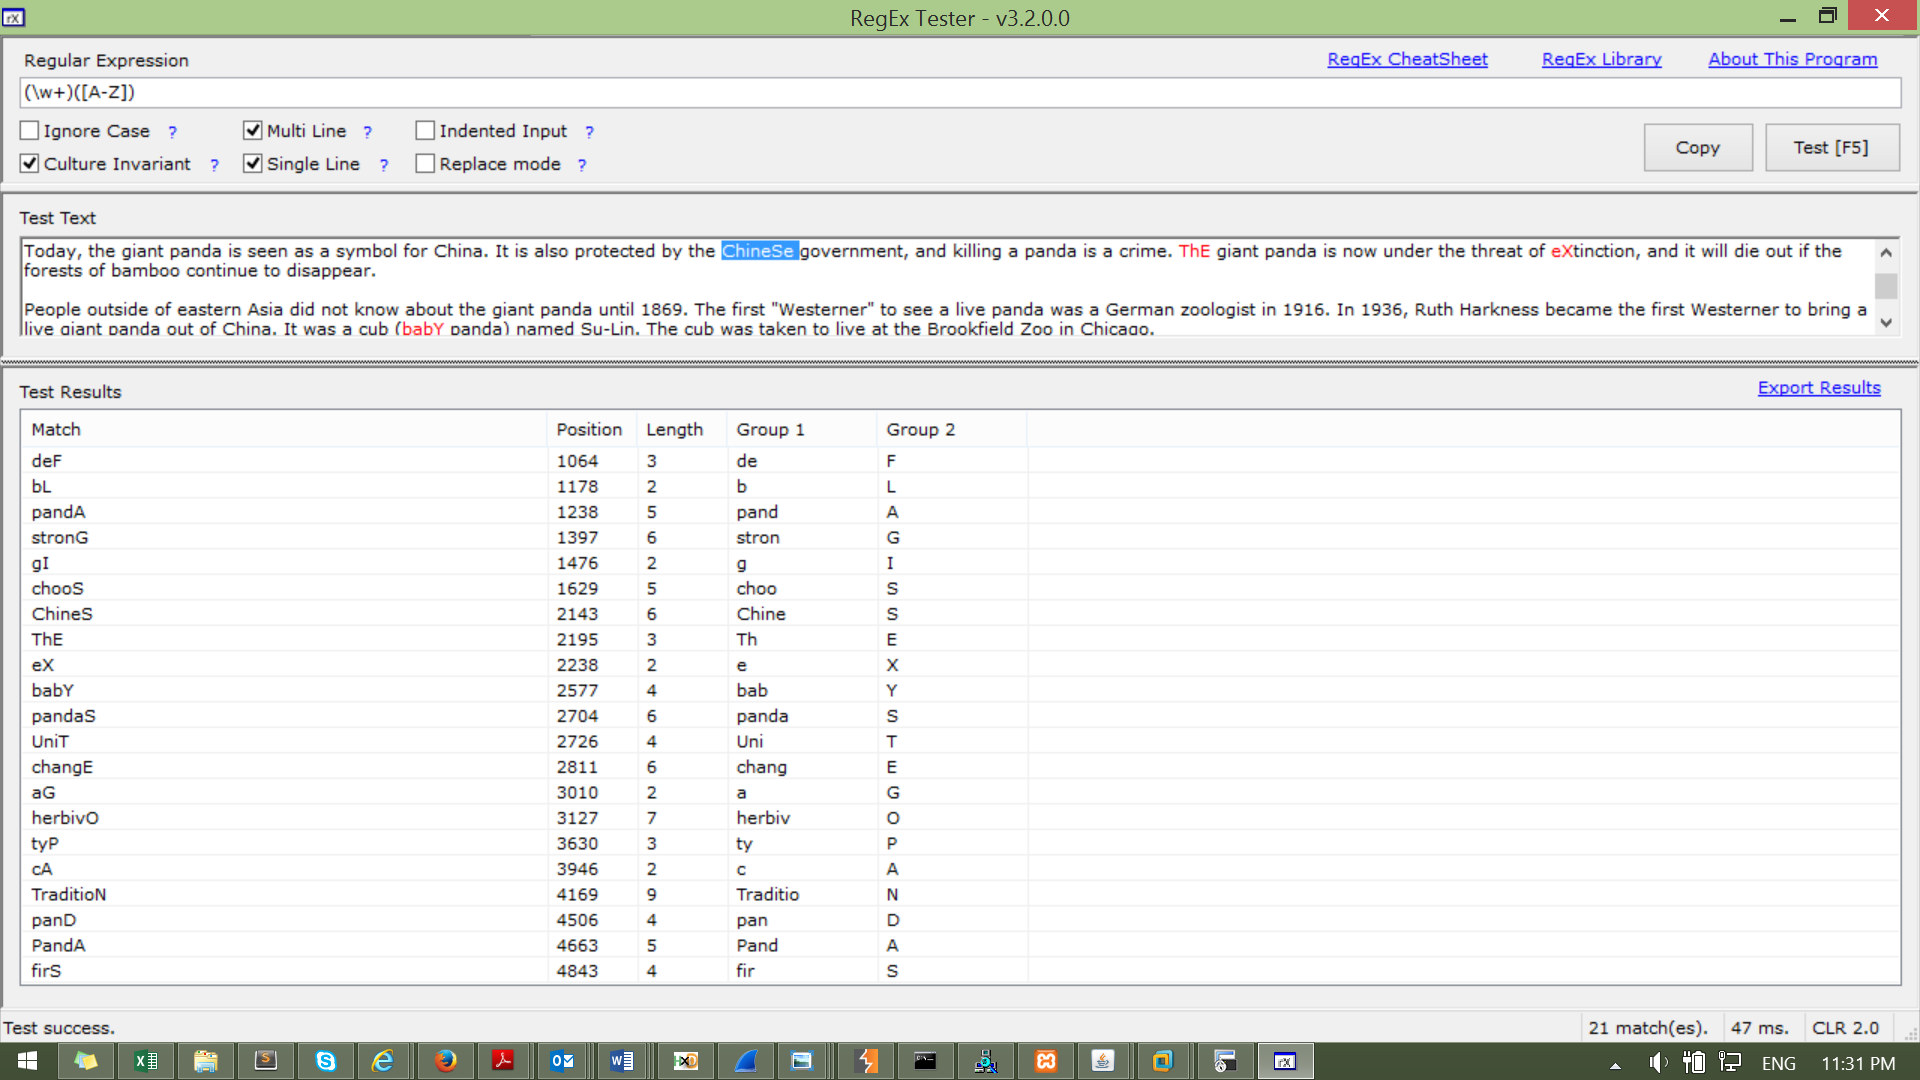 RegEx Tester - v3.2.0.0
Regular Expression
RegEx CheatSheet RegEx Library About This Program
(\w+)([A-Z])
Ignore Case ? Multi Line ? Indented Input ?
Culture Invariant ? Single Line ? Replace mode ?
Copy Test [F5]
Test Text
Today, the giant panda is seen as a symbol for China. It is also protected by the ChineSe government, and killing a panda is a crime. ThE giant panda is now under the threat of eXtinction, and it will die out if the
forests of bamboo continue to disappear.
People outside of eastern Asia did not know about the giant panda until 1869. The first "Westerner" to see a live panda was a German zoologist in 1916. In 1936, Ruth Harkness became the first Westerner to bring a
live giant panda out of China. It was a cub (babY panda) named Su-Lin. The cub was taken to live at the Brookfield Zoo in Chicago.
Test Results
Export Results
Match Position Length Group 1 Group 2
deF 1064 3 de F
bL 1178 2 b L
pandA 1238 5 pand A
stronG 1397 6 stron G
gI 1476 2 g I
chooS 1629 5 choo S
ChineS 2143 6 Chine S
ThE 2195 3 Th E
eX 2238 2 e X
babY 2577 4 bab Y
pandaS 2704 6 panda S
UniT 2726 4 Uni T
changE 2811 6 chang E
aG 3010 2 a G
herbivO 3127 7 herbiv O
tyP 3630 3 ty P
cA 3946 2 c A
TraditioN 4169 9 Traditio N
panD 4506 4 pan D
PandA 4663 5 Pand A
firS 4843 4 fir S
Test success.
21 match(es). 47 ms. CLR 2.0
ENG 11:31 PM